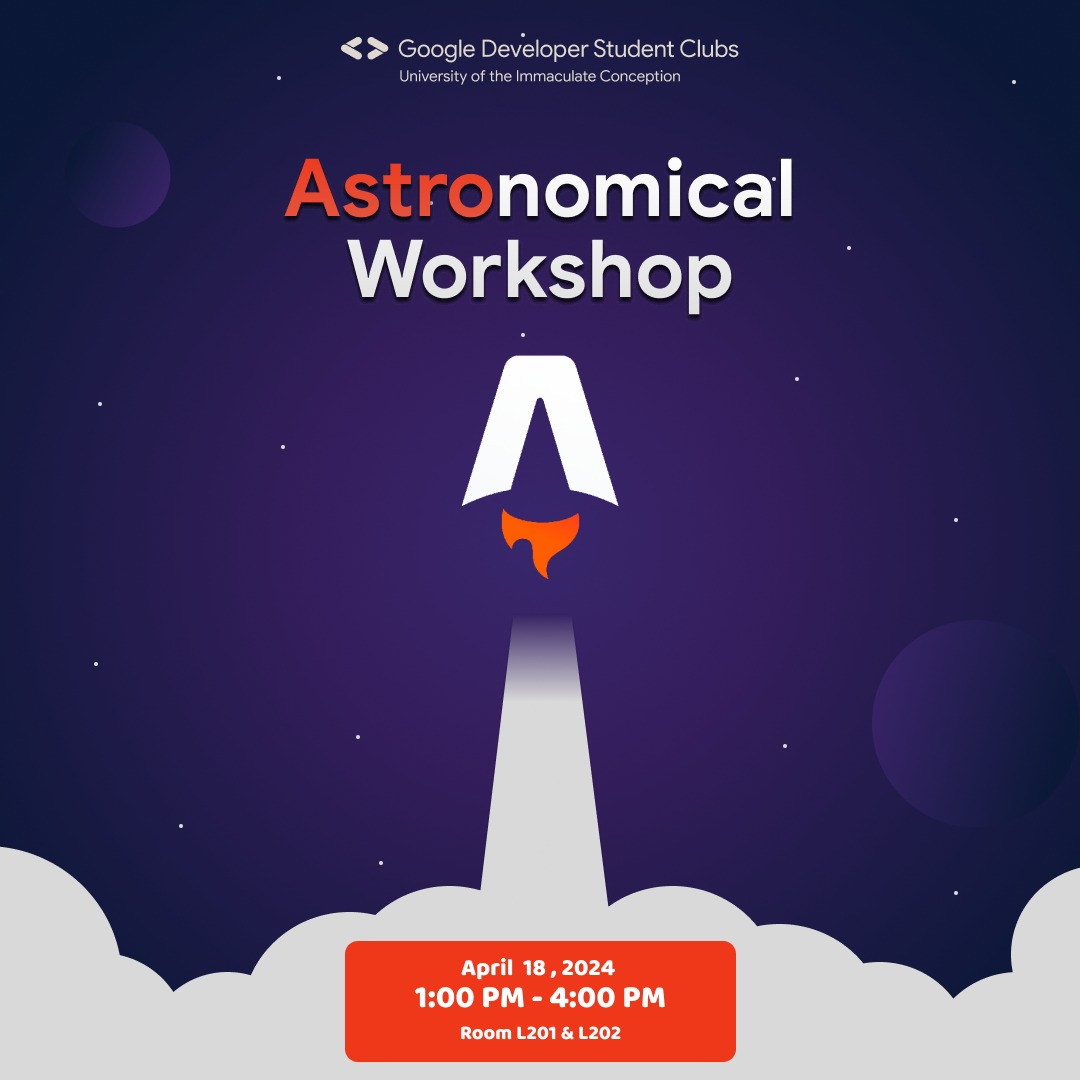 Google Developer Student Clubs
University of the Immaculate Conception
Astronomical
Workshop
April 18 , 2024
1:00 PM - 4:00 PM
Room L201 & L202